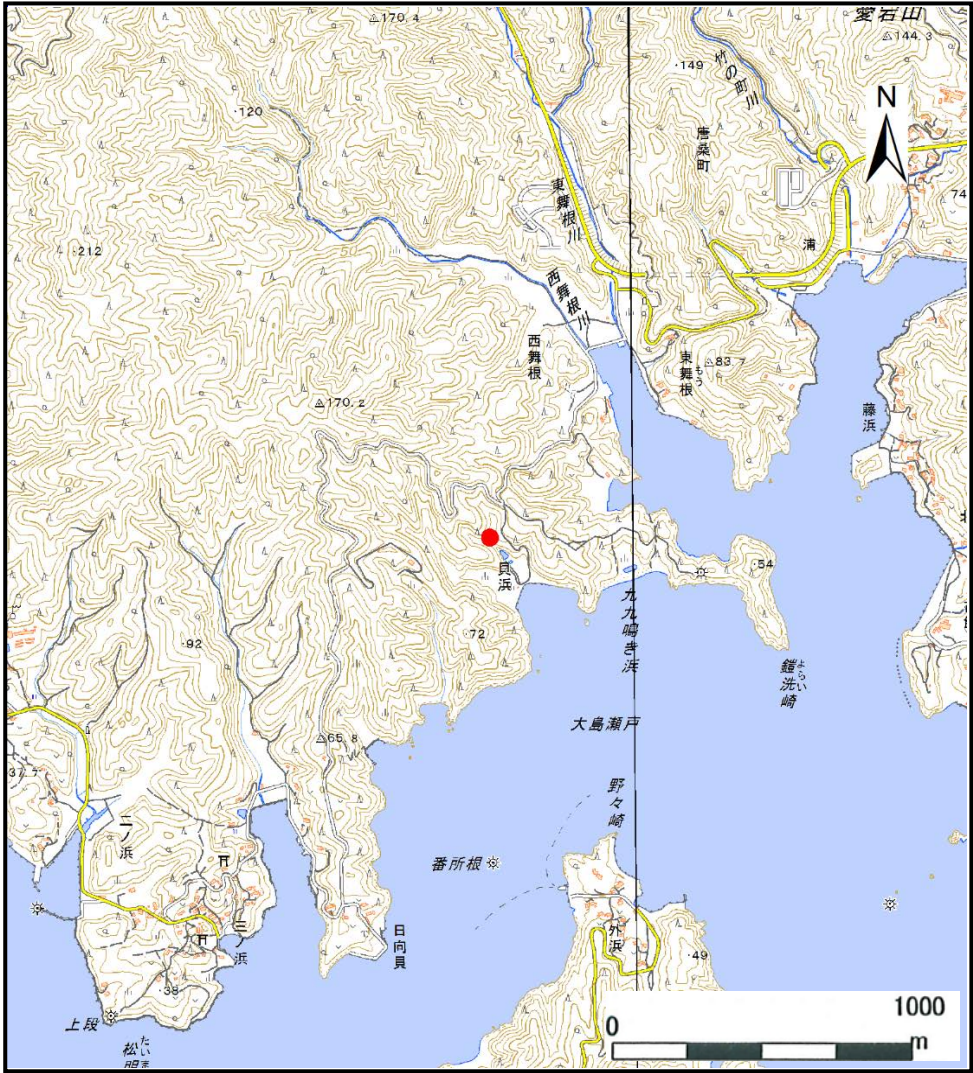 △170.4
愛宕山
△144.3
・149
竹の町川
・120
唐桑町
N
東舞根川
74
浦
・212
西舞根川
西舞根
東舞根
もう
△83.7
△170.2
藤浜
貝浜
・54
九九鳴き浜
・72
・92
鎧洗崎
よらい
大島瀬戸
△65.8
37.7
野々崎
二ノ浜
番所根
三ノ浜
日向貝
外浜
・49
・38
上段
たい
松
0
1000
m